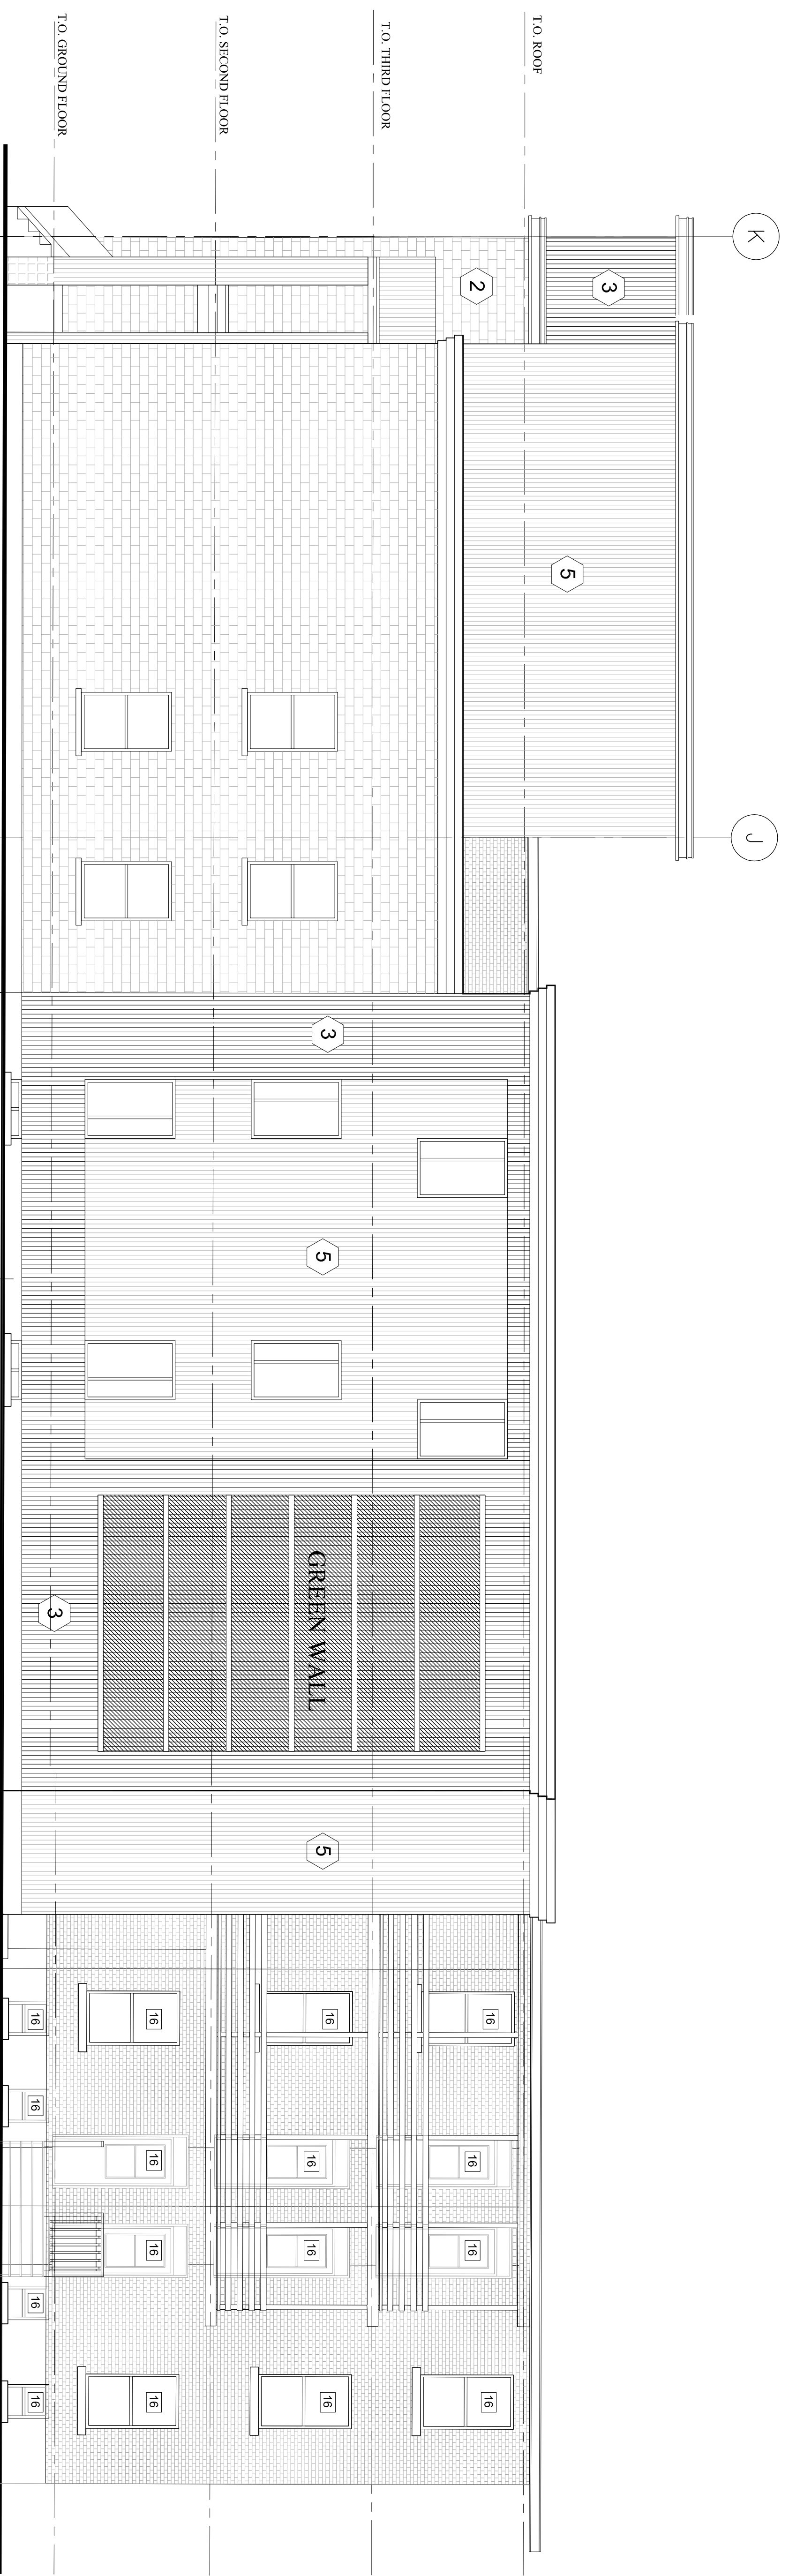 K J
3
5
T.O. ROOF
2
16 16 16 16
T.O. THIRD FLOOR
3 5 GREEN WALL 5 16 16 16 16
T.O. SECOND FLOOR
16 16 16 16
T.O. GROUND FLOOR
3
16 16 16 16